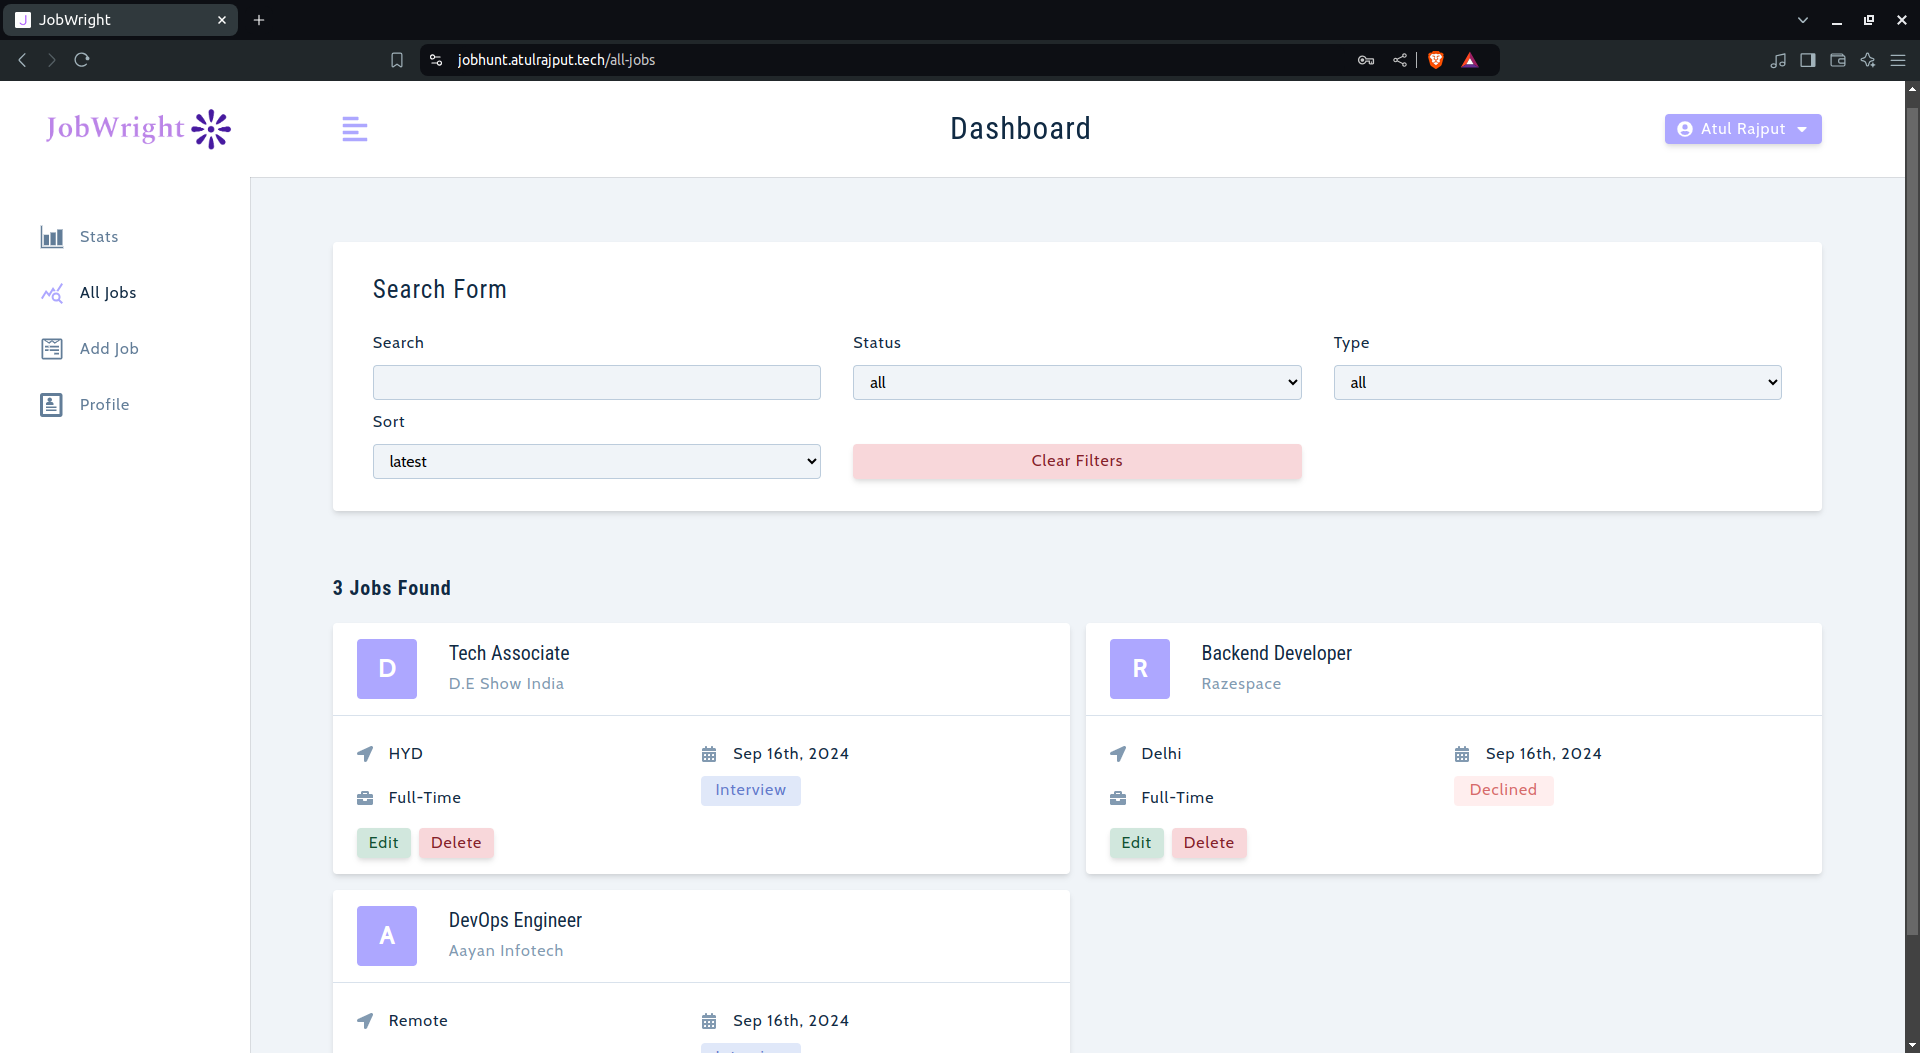 J JobWright
jobhunt.atulrajput.tech/all-jobs
JobWright
Dashboard
Atul Rajput
Stats
All Jobs
Add Job
Profile
Search Form
Search
Status
Type
all
all
Sort
latest
Clear Filters
3 Jobs Found
D
Tech Associate
D.E Show India
HYD
Sep 16th, 2024
Full-Time
Interview
Edit
Delete
R
Backend Developer
Razespace
Delhi
Sep 16th, 2024
Full-Time
Declined
Edit
Delete
A
DevOps Engineer
Aayan Infotech
Remote
Sep 16th, 2024